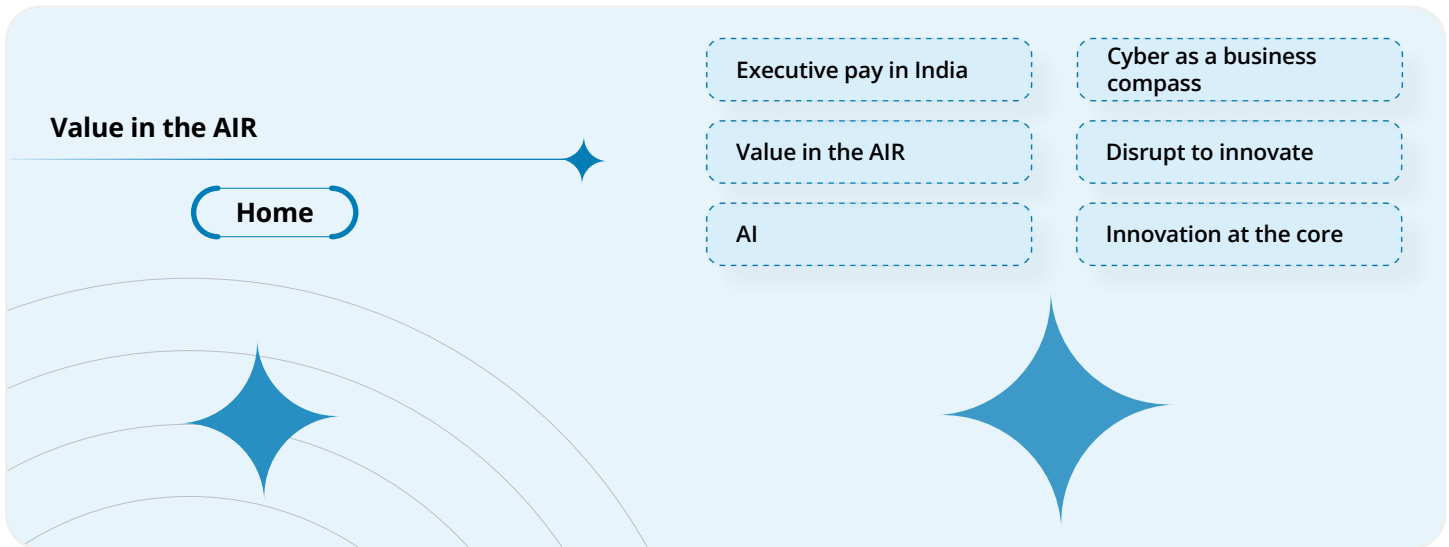 Value in the AIR
Home
Executive pay in India
Cyber as a business
compass
Value in the AIR
Disrupt to innovate
AI
Innovation at the core